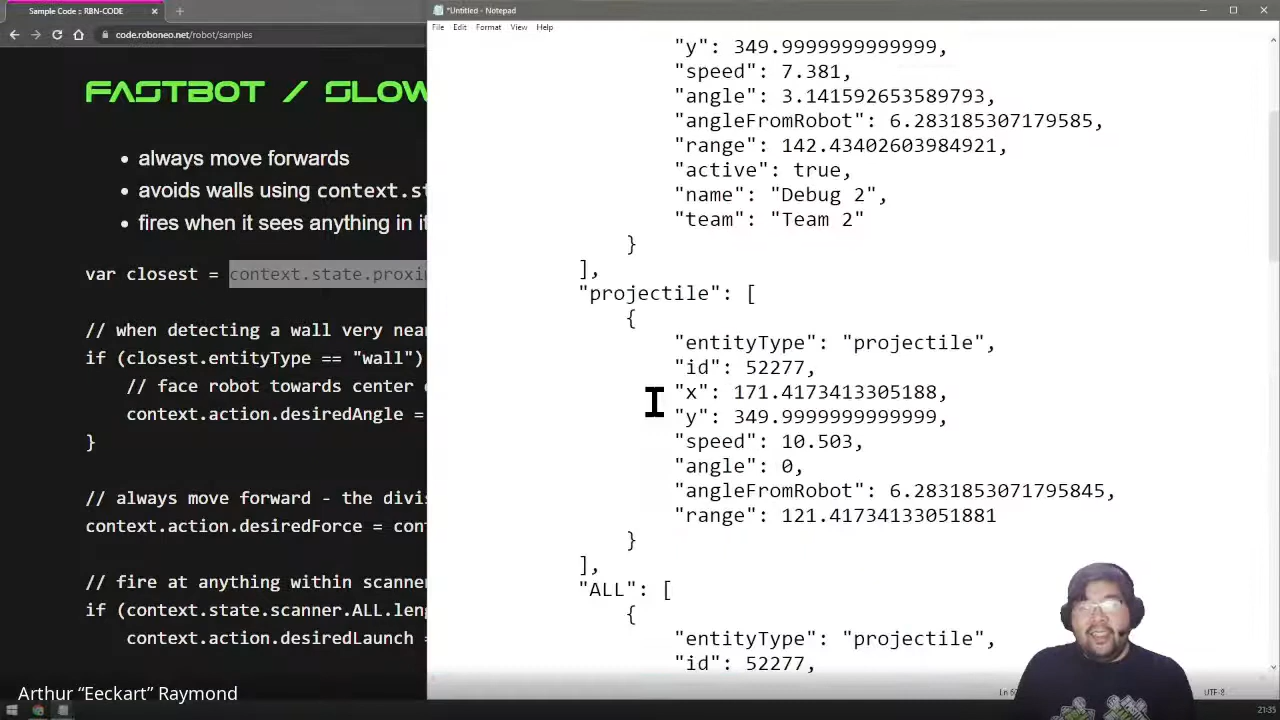 Sample Code :: RBN-CODE
code.roboneo.net/robot/samples
FASTBOT / SLOW
• always move forwards
• avoids walls using context.st
• fires when it sees anything in it
var closest = context.state.proxim
// when detecting a wall very near
if (closest.entityType == "wall")
// face robot towards center
context.action.desiredAngle =
}
// always move forward - the divis
context.action.desiredForce = cont
// fire at anything within scanner
if (context.state.scanner.ALL.leng
context.action.desiredLaunch =
Arthur “Eeckart” Raymond
*Untitled - Notepad
File Edit Format View Help
"y": 349.9999999999999,
"speed": 7.381,
"angle": 3.141592653589793,
"angleFromRobot": 6.283185307179585,
"range": 142.43402603984921,
"active": true,
"name": "Debug 2",
"team": "Team 2"
}
],
"projectile": [
{
"entityType": "projectile",
"id": 52277,
"x": 171.4173413305188,
"y": 349.9999999999999,
"speed": 10.503,
"angle": 0,
"angleFromRobot": 6.2831853071795845,
"range": 121.41734133051881
}
],
"ALL": [
{
"entityType": "projectile",
"id": 52277,
UTF-8
21:35